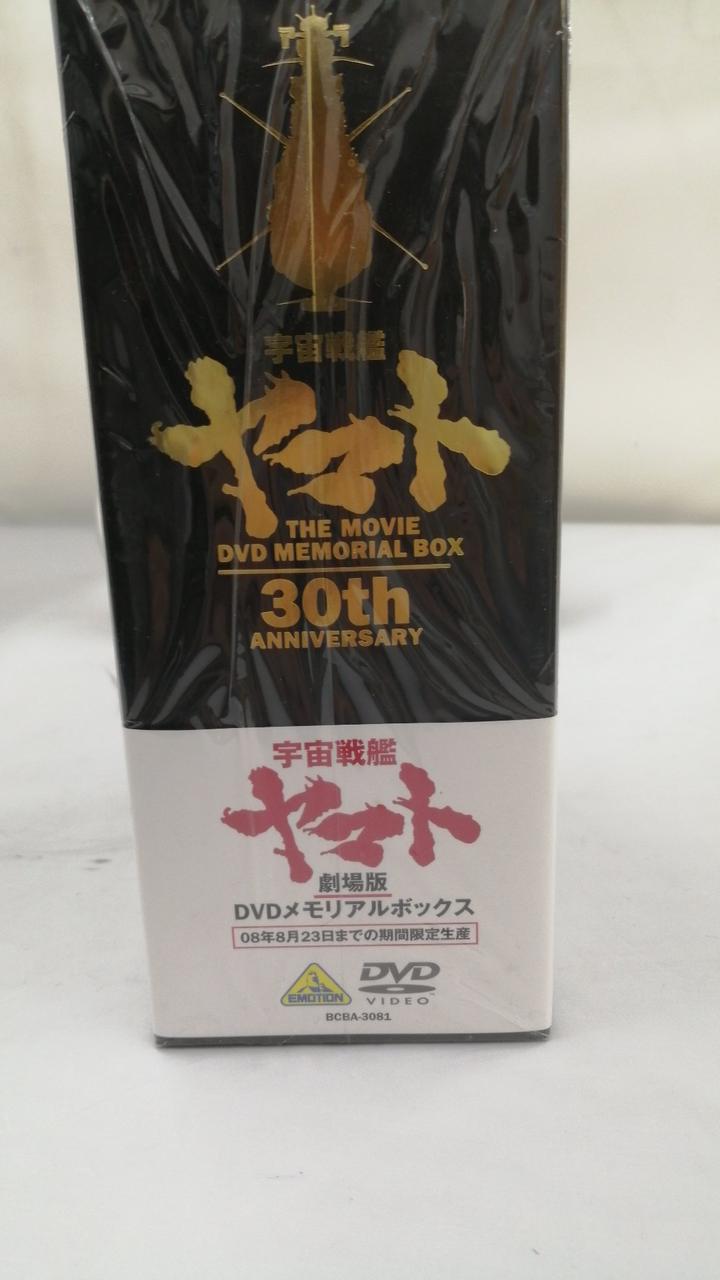 宇宙戦艦
ヤマト
THE MOVIE
DVD MEMORIAL BOX
30th
ANNIVERSARY
宇宙戦艦
ヤマト
劇場版
DVDメモリアルボックス
08年8月23日までの期間限定生産
EMOTION
DVD
VIDEO™
BCBA-3081